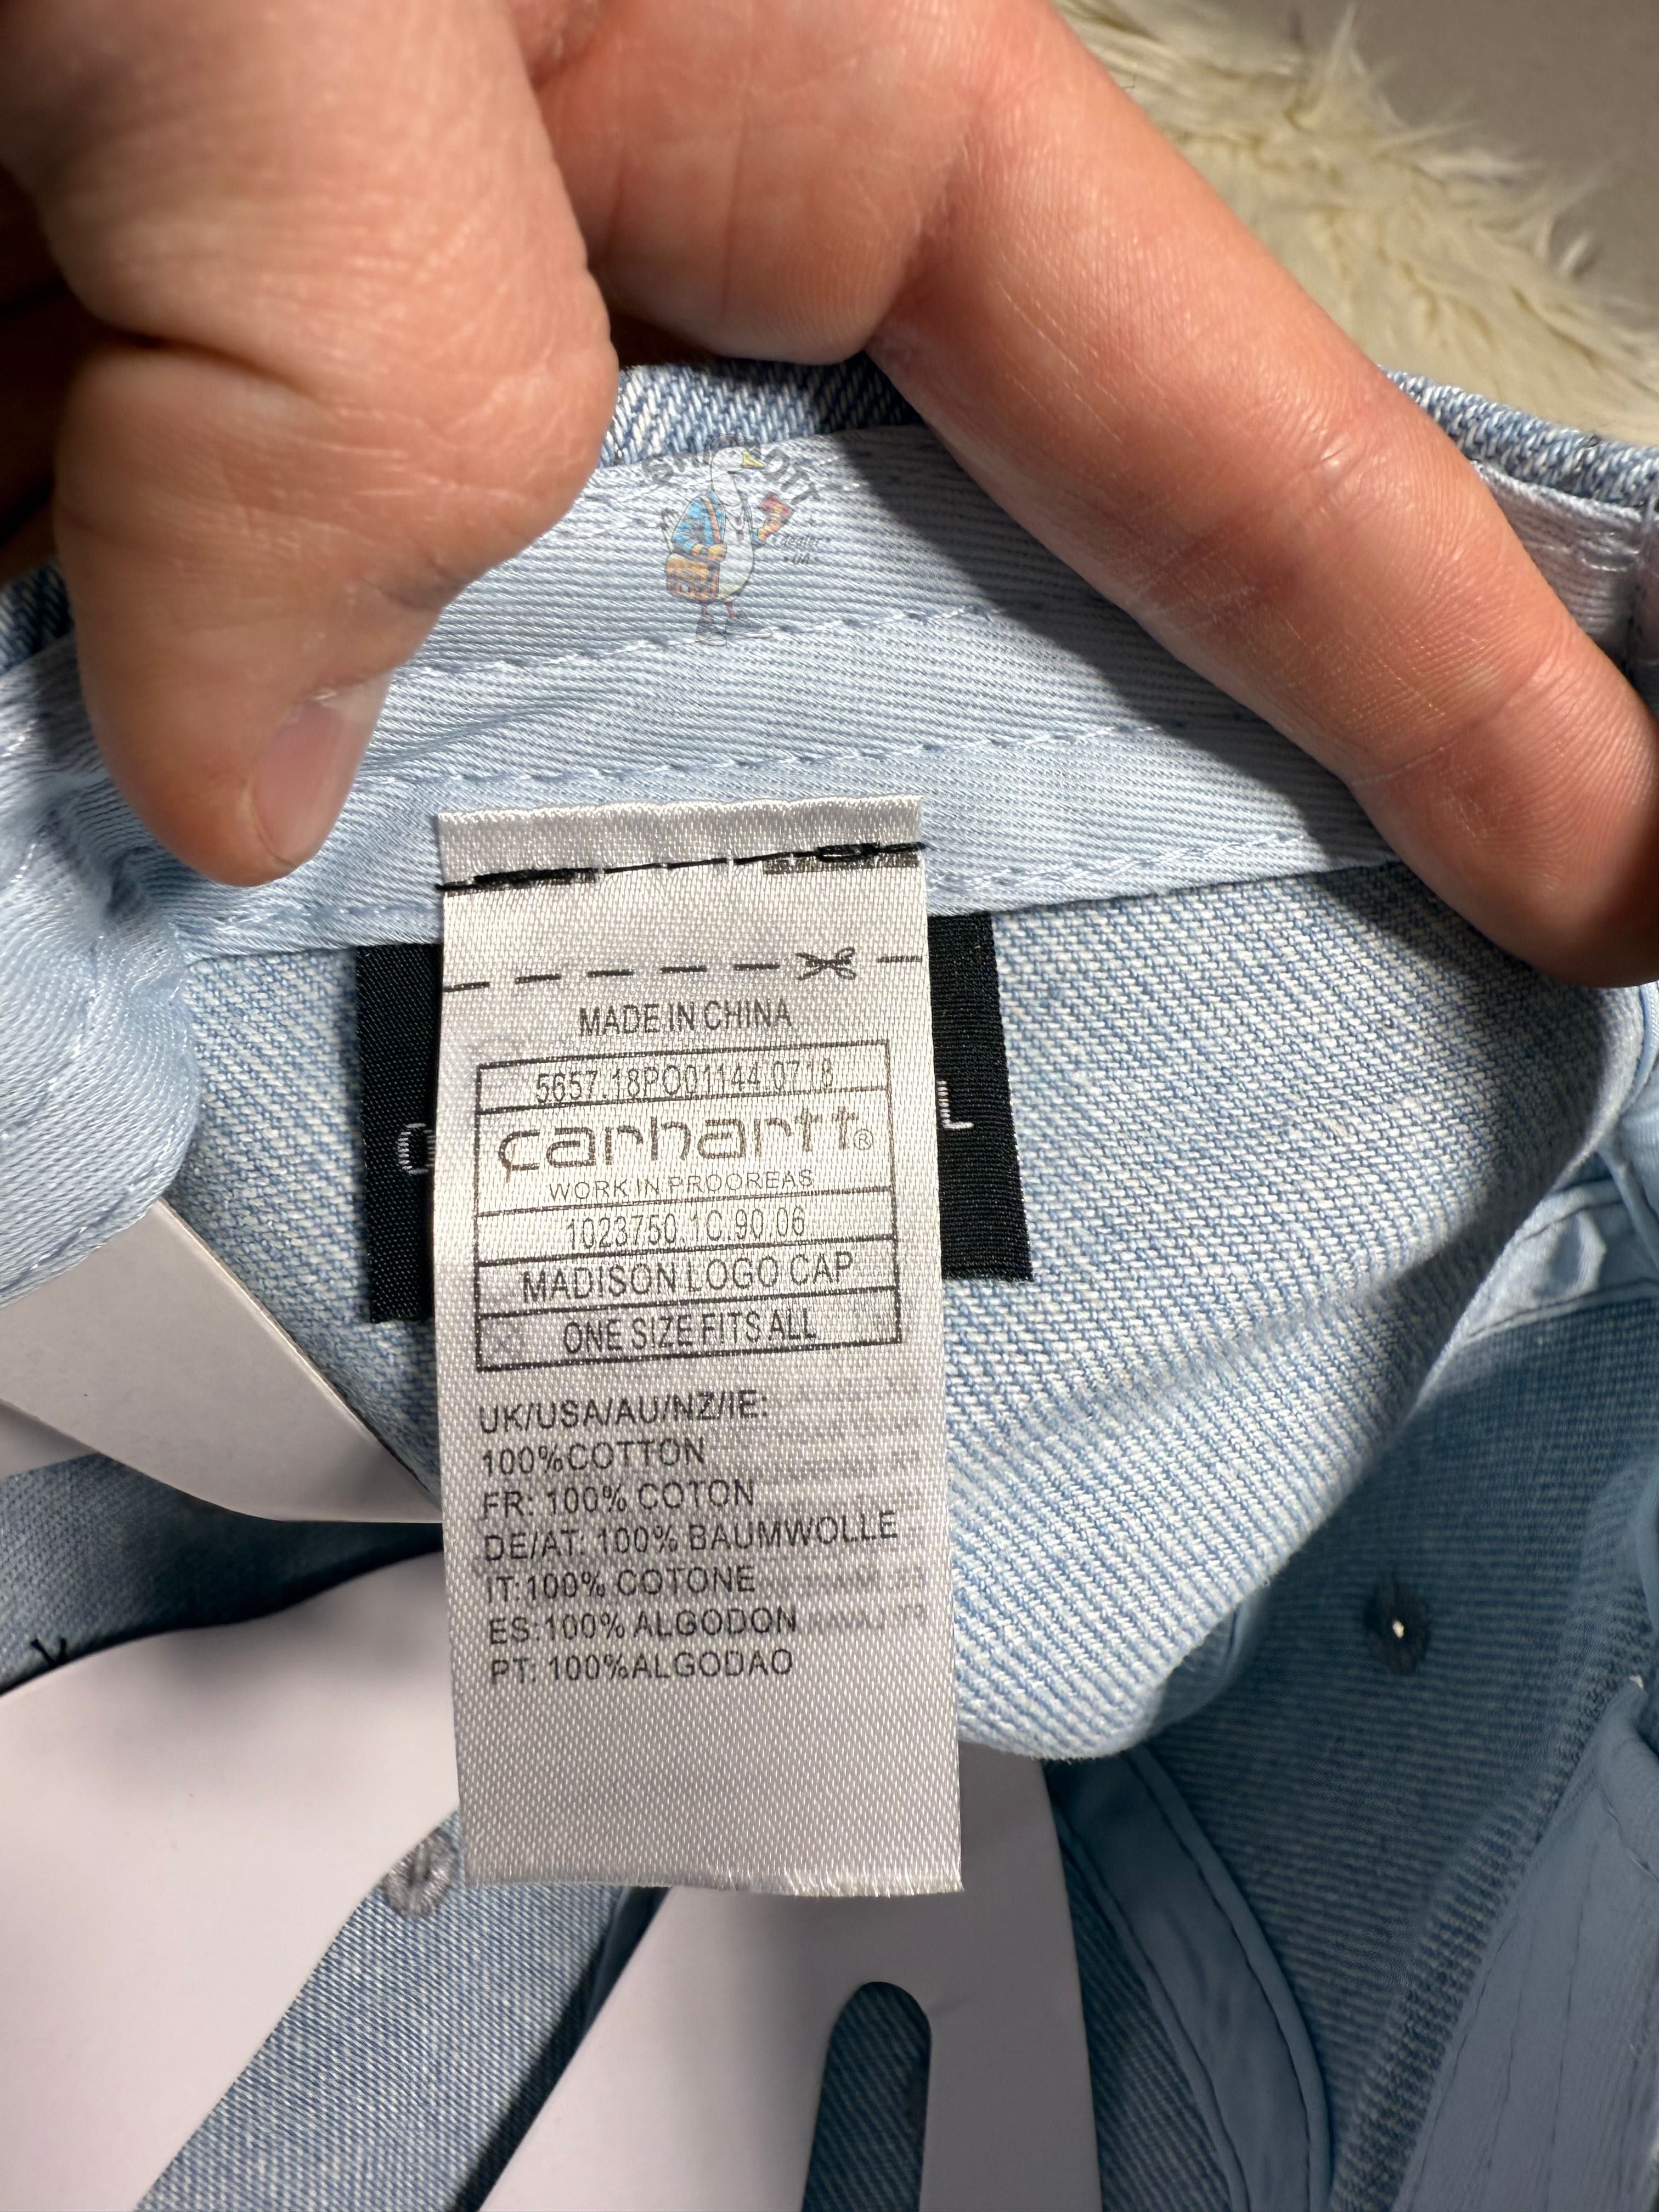 MADE IN CHINA
5657.18PO01144.0718
carhartt®
WORK IN PROOREAS
1023750.1C.90.06
MADISON LOGO CAP
ONE SIZE FITS ALL
UK/USA/AU/NZ/IE:
100%COTTON
FR: 100% COTON
DE/AT: 100% BAUMWOLLE
IT:100% COTONE
ES:100% ALGODON
PT: 100%ALGODAO